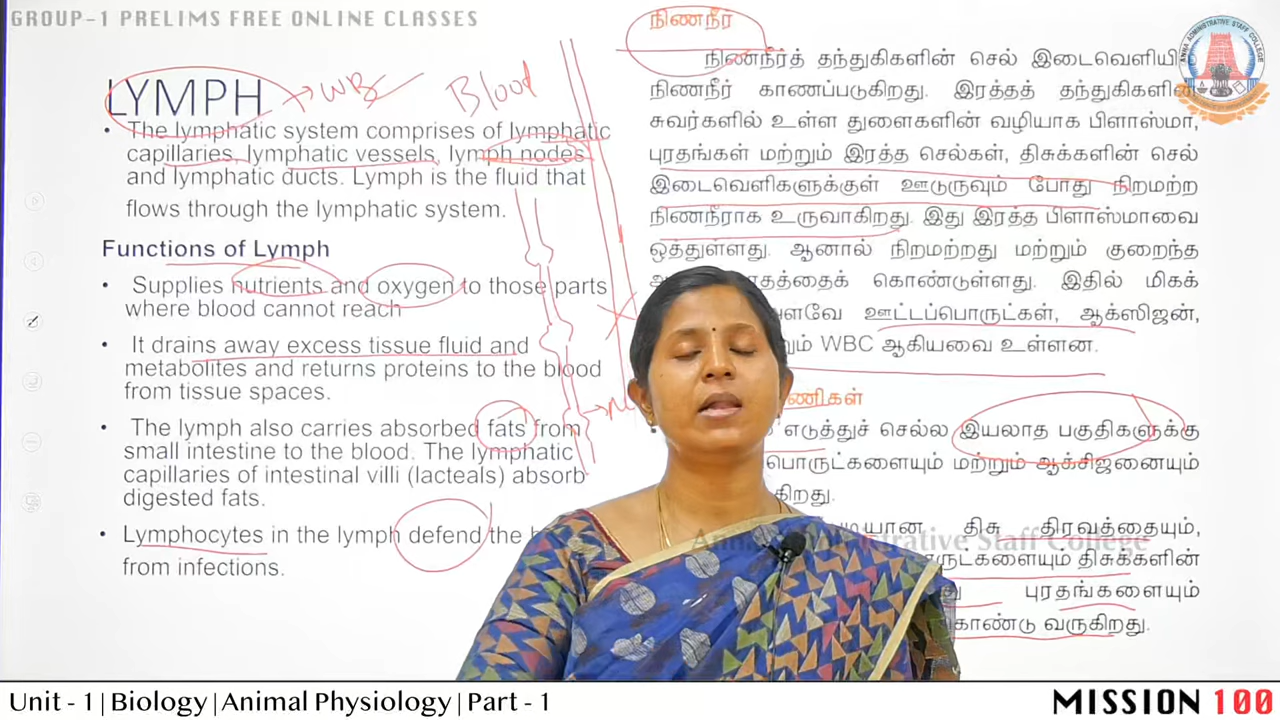 GROUP-1 PRELIMS FREE ONLINE CLASSES
LYMPH
WBC
Blood
• The lymphatic system comprises of lymphatic
capillaries, lymphatic vessels, lymph nodes
and lymphatic ducts. Lymph is the fluid that
flows through the lymphatic system.
Functions of Lymph
• Supplies nutrients and oxygen to those parts
where blood cannot reach
• It drains away excess tissue fluid and
metabolites and returns proteins to the blood
from tissue spaces.
• The lymph also carries absorbed fats from
small intestine to the blood. The lymphatic
capillaries of intestinal villi (lacteals) absorb
digested fats.
• Lymphocytes in the lymph defend the
from infections.
நிணநீர்
நிணநீர்த் தந்துகிகளின் செல் இடைவெளியி
நிணநீர் காணப்படுகிறது. இரத்தத் தந்துகிகளின்
சுவர்களில் உள்ள துளைகளின் வழியாக பிளாஸ்மா,
புரதங்கள் மற்றும் இரத்த செல்கள், திசுக்களின் செல்
இடைவெளிகளுக்குள் ஊடுருவும் போது நிறமற்ற
நிணநீராக உருவாகிறது. இது இரத்த பிளாஸ்மாவை
ஒத்துள்ளது. ஆனால் நிறமற்றது மற்றும் குறைந்த
கொண்டுள்ளது. இதில் மிகக்
ஊட்டப்பொருட்கள், ஆக்ஸிஜன்,
WBC ஆகியவை உள்ளன.
எடுத்துச் செல்ல இயலாத பகுதிகளுக்கு
மற்றும் ஆக்சிஜனையும்
திசு திரவத்தையும்,
திசுக்களின்
புரதங்களையும்
வருகிறது.
Anna Administrative Staff College
Unit - 1 | Biology | Animal Physiology | Part - 1
MISSION 100